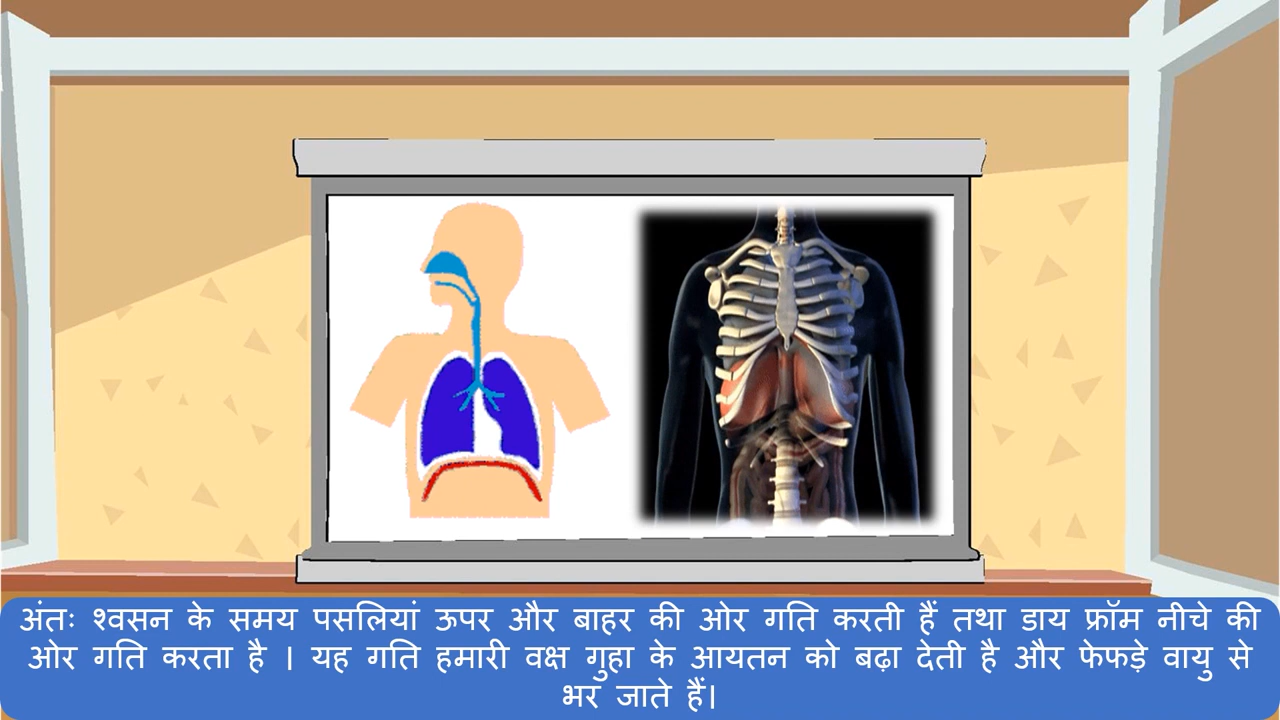 अंतः श्वसन के समय पसलियां ऊपर और बाहर की ओर गति करती हैं तथा डाय फ्रॉम नीचे की
ओर गति करता है । यह गति हमारी वक्ष गुहा के आयतन को बढ़ा देती है और फेफड़े वायु से
भर जाते हैं।